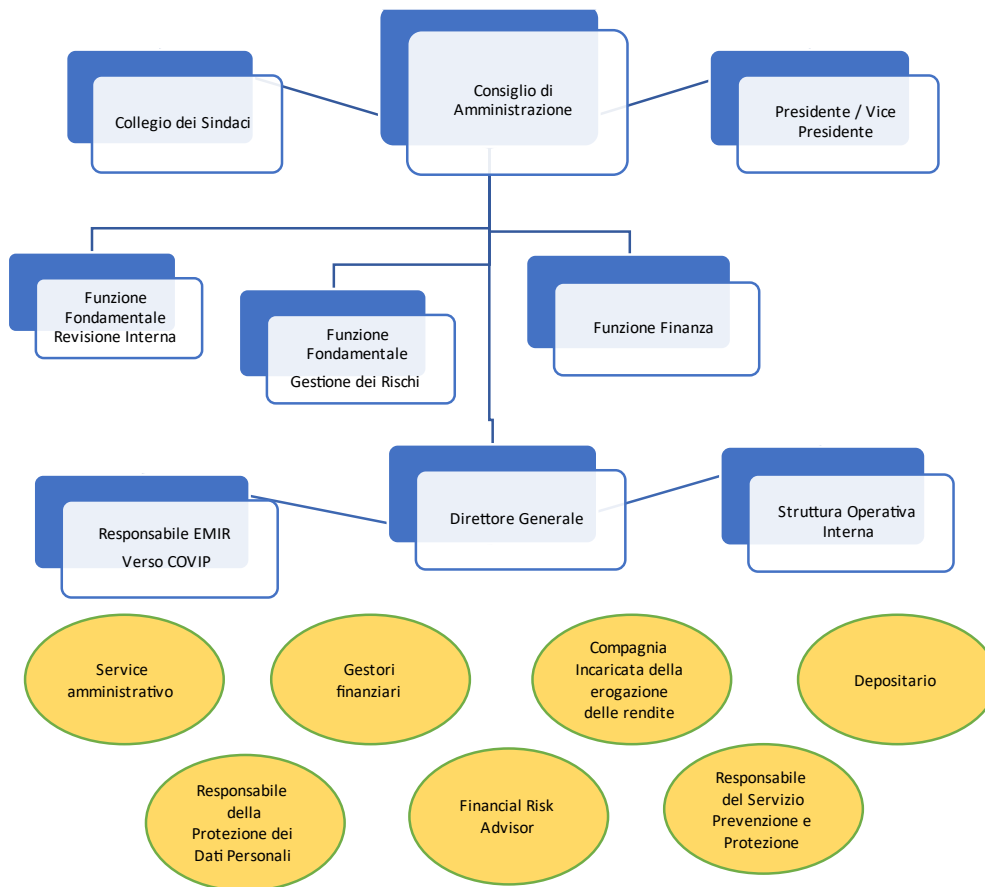 Collegio dei Sindaci
Consiglio di
Amministrazione
Presidente / Vice
Presidente
Funzione
Fondamentale
Revisione Interna
Funzione
Fondamentale
Gestione dei Rischi
Funzione Finanza
Responsabile EMIR
Verso COVIP
Direttore Generale
Struttura Operativa
Interna
Service
amministrativo
Gestori
finanziari
Compagnia
Incaricata della
erogazione
delle rendite
Depositario
Responsabile
della
Protezione dei
Dati Personali
Financial Risk
Advisor
Responsabile
del Servizio
Prevenzione e
Protezione